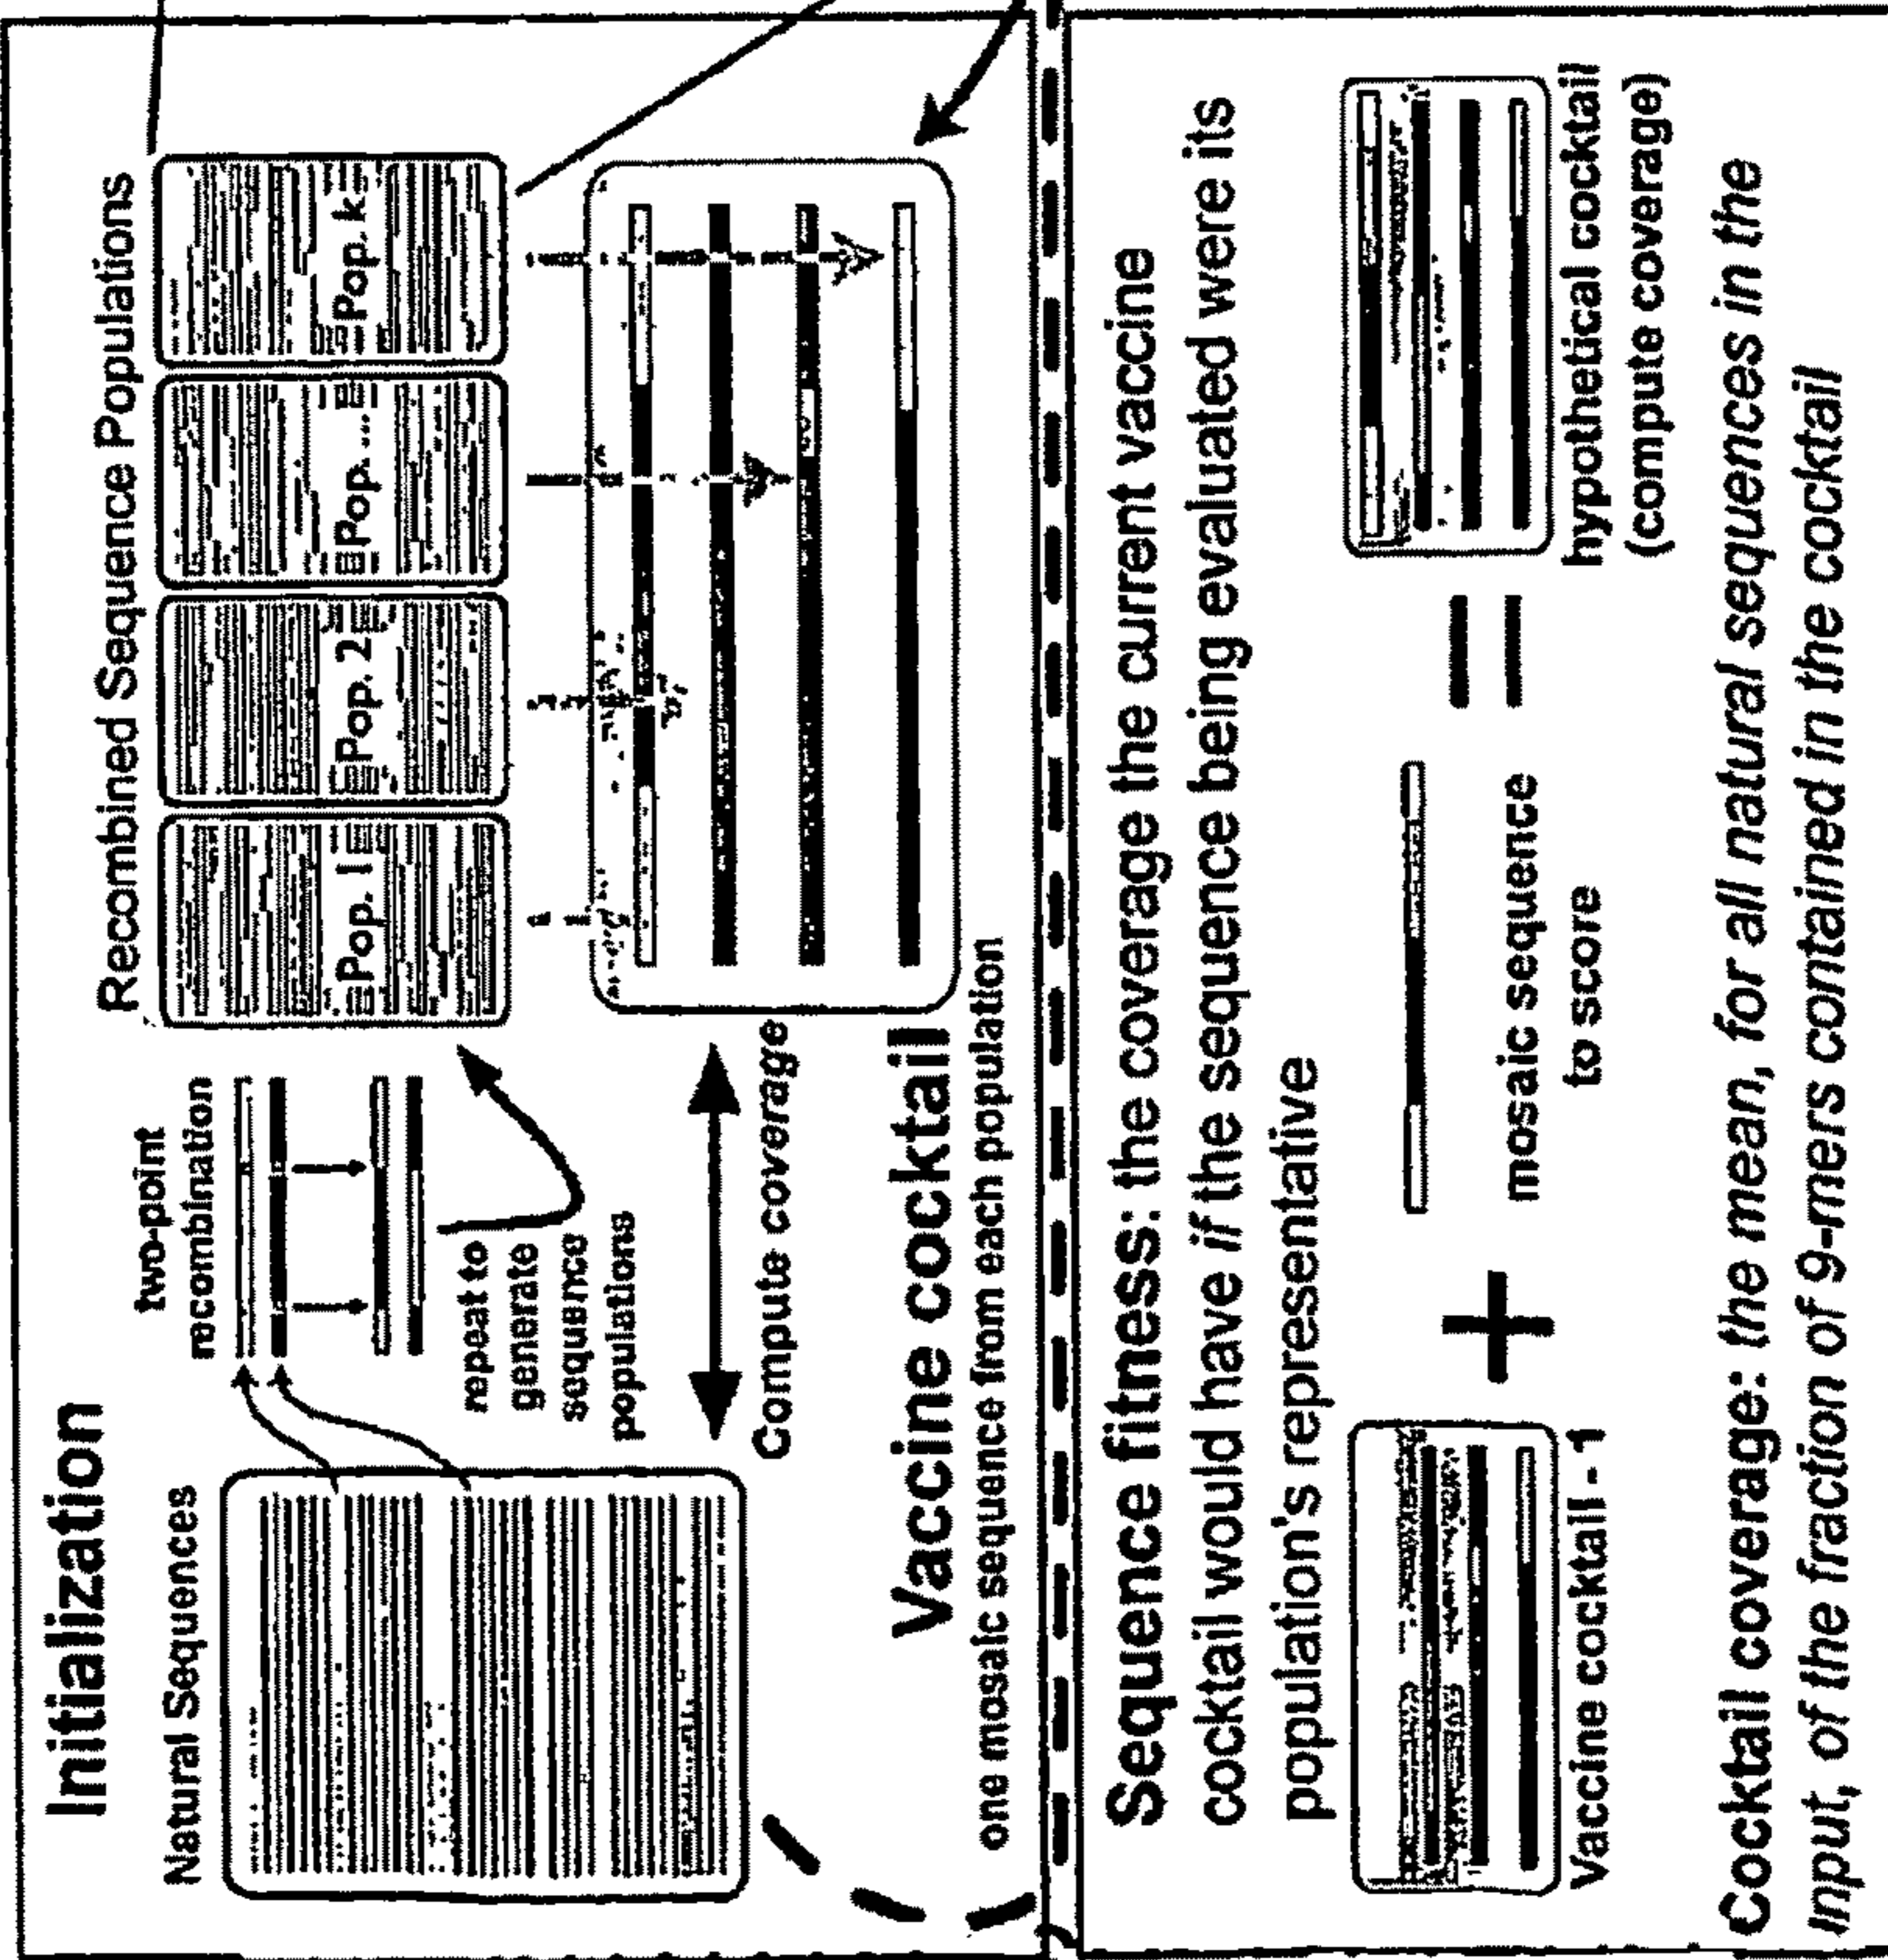 Initialization
Natural Sequences
two-point
recombination
repeat to
generate
sequence
populations
Recombined Sequence Populations
Pop. 1
Pop. 2
Pop. ...
Pop. k
Compute coverage
Vaccine cocktail
one mosaic sequence from each population
Sequence fitness: the coverage the current vaccine
cocktail would have if the sequence being evaluated were its
population's representative
Vaccine cocktail - 1
+
mosaic sequence
to score
=
hypothetical cocktail
(compute coverage)
Cocktail coverage: the mean, for all natural sequences in the
input, of the fraction of 9-mers contained in the cocktail